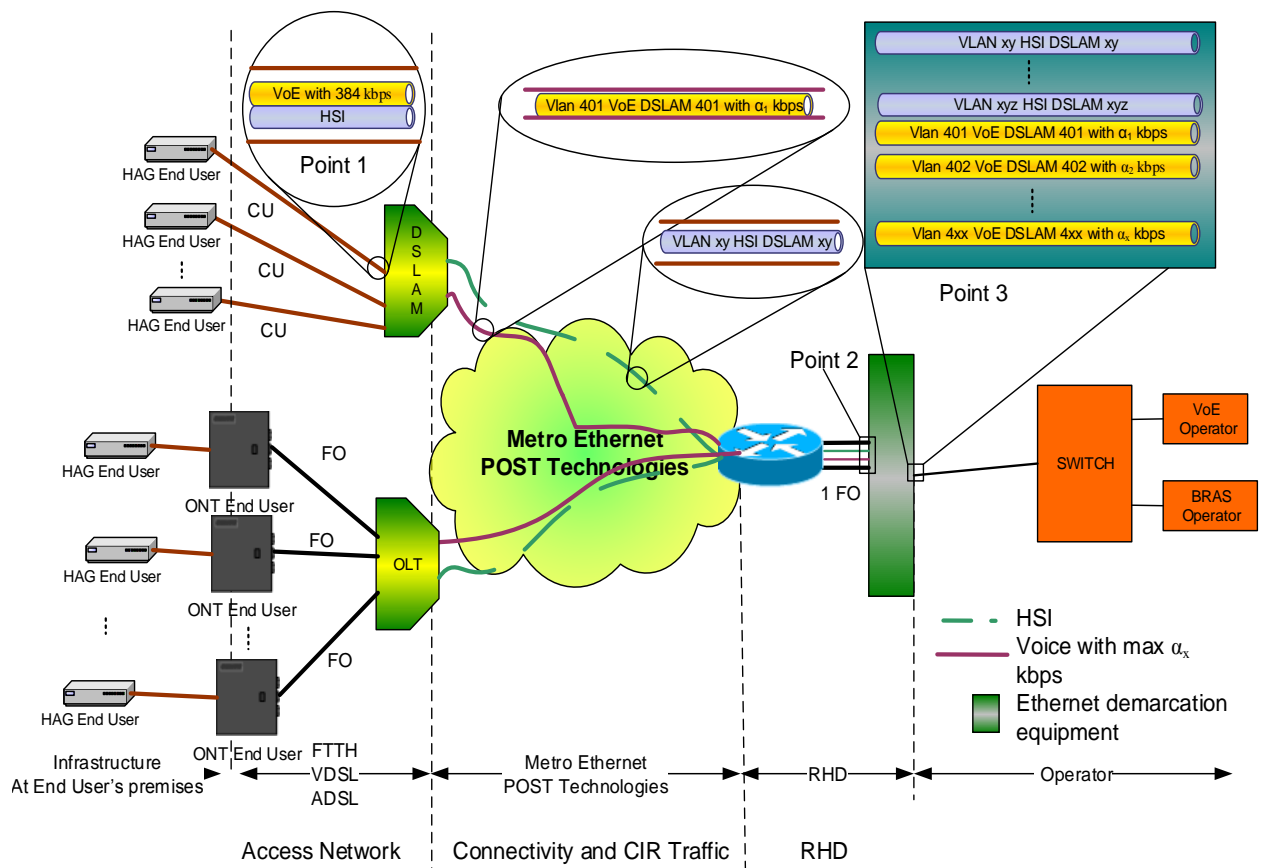 VoE with 384 kbps
HSI
Point 1
Vlan 401 VoE DSLAM 401 with α₁ kbps
VLAN xy HSI DSLAM xy
VLAN xy HSI DSLAM xy
VLAN xyz HSI DSLAM xyz
Vlan 401 VoE DSLAM 401 with α₁ kbps
Vlan 402 VoE DSLAM 402 with α₂ kbps
Vlan 4xx VoE DSLAM 4xx with αₓ kbps
Point 3
HAG End User
CU
HAG End User
CU
HAG End User
CU
DSLAM
Point 2
Metro Ethernet
POST Technologies
1 FO
SWITCH
VoE
Operator
BRAS
Operator
HAG End User
ONT End User
FO
HAG End User
ONT End User
FO
OLT
HAG End User
ONT End User
FO
HSI
Voice with max αₓ
kbps
Ethernet demarcation
equipment
Infrastructure
At End User's premises
FTTH
VDSL
ADSL
Metro Ethernet
POST Technologies
RHD
Operator
Access Network
Connectivity and CIR Traffic
RHD